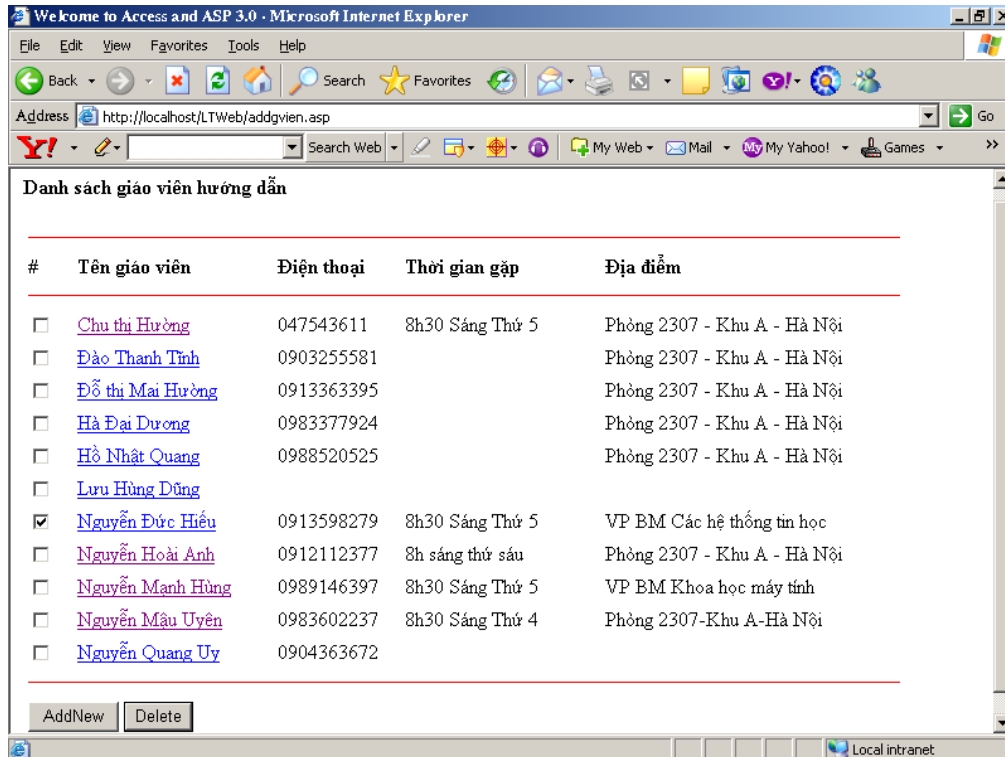 Welcome to Access and ASP 3.0 - Microsoft Internet Explorer
File Edit View Favorites Tools Help
Back Search Favorites
Address http://localhost/LTWeb/addgvien.asp Go
Y! Search Web My Web Mail My My Yahoo! Games »
Danh sách giáo viên hướng dẫn
# Tên giáo viên Điện thoại Thời gian gặp Địa điểm
Chu thị Hường 047543611 8h30 Sáng Thứ 5 Phòng 2307 - Khu A - Hà Nội
Đào Thanh Tĩnh 0903255581 Phòng 2307 - Khu A - Hà Nội
Đỗ thị Mai Hường 0913363395 Phòng 2307 - Khu A - Hà Nội
Hà Đại Dương 0983377924 Phòng 2307 - Khu A - Hà Nội
Hồ Nhật Quang 0988520525 Phòng 2307 - Khu A - Hà Nội
Lưu Hùng Dũng
Nguyễn Đức Hiếu 0913598279 8h30 Sáng Thứ 5 VP BM Các hệ thống tin học
Nguyễn Hoài Anh 0912112377 8h sáng thứ sáu Phòng 2307 - Khu A - Hà Nội
Nguyễn Mạnh Hùng 0989146397 8h30 Sáng Thứ 5 VP BM Khoa học máy tính
Nguyễn Mậu Uyên 0983602237 8h30 Sáng Thứ 4 Phòng 2307-Khu A-Hà Nội
Nguyễn Quang Uy 0904363672
AddNew Delete
Local intranet